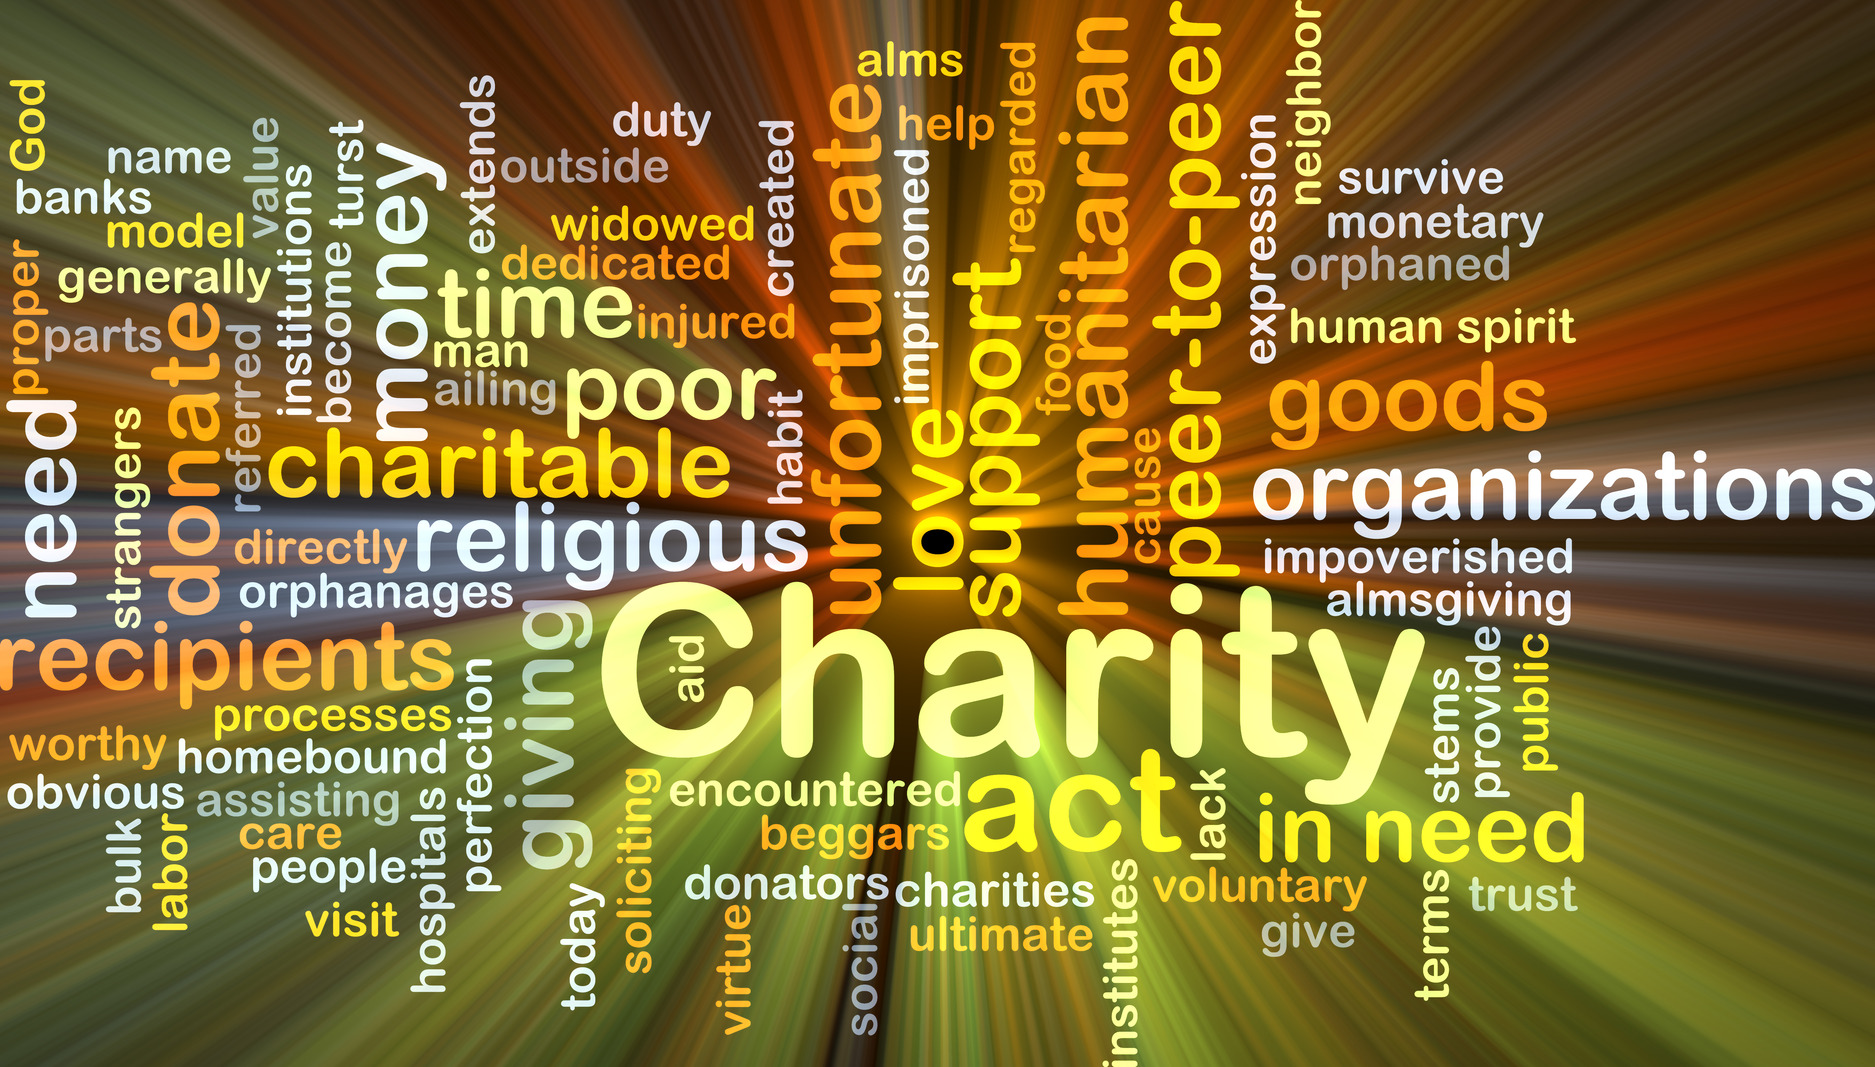 God
name
banks
model
value
generally
proper
parts
institutions
turst
become
money
extends
duty
outside
widowed
dedicated
created
time
injured
man
ailing
poor
habit
need
strangers
donate
referred
charitable
directly
religious
orphanages
alms
help
regarded
unfortunate
imprisoned
love
support
food
humanitarian
cause
peer-to-peer
neighbor
expression
survive
monetary
orphaned
human spirit
goods
organizations
impoverished
almsgiving
recipients
processes
worthy
homebound
obvious
assisting
care
bulk
labor
people
visit
hospitals
perfection
giving
Charity
aid
stems
provide
public
today
soliciting
encountered
act
beggars
lack
in need
donators
charities
voluntary
trust
virtue
social
ultimate
institutes
give
terms